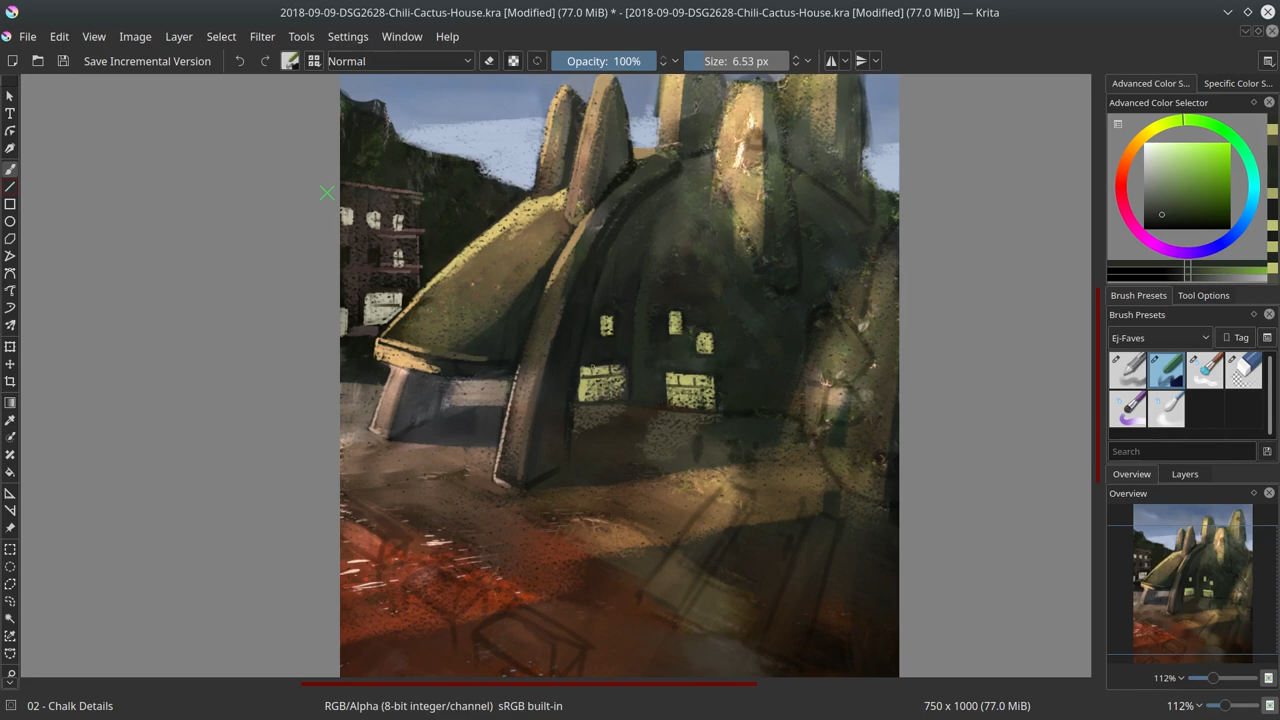 2018-09-09-DSG2628-Chili-Cactus-House.kra [Modified] (77.0 MiB) * - [2018-09-09-DSG2628-Chili-Cactus-House.kra [Modified] (77.0 MiB)] — Krita
File Edit View Image Layer Select Filter Tools Settings Window Help
Save Incremental Version Normal Opacity: 100% Size: 6.53 px
Advanced Color S... Specific Color S...
Advanced Color Selector
Brush Presets Tool Options
Brush Presets
Ej-Faves Tag
Search
Overview Layers
Overview
112%
02 - Chalk Details RGB/Alpha (8-bit integer/channel) sRGB built-in 750 x 1000 (77.0 MiB) 112%